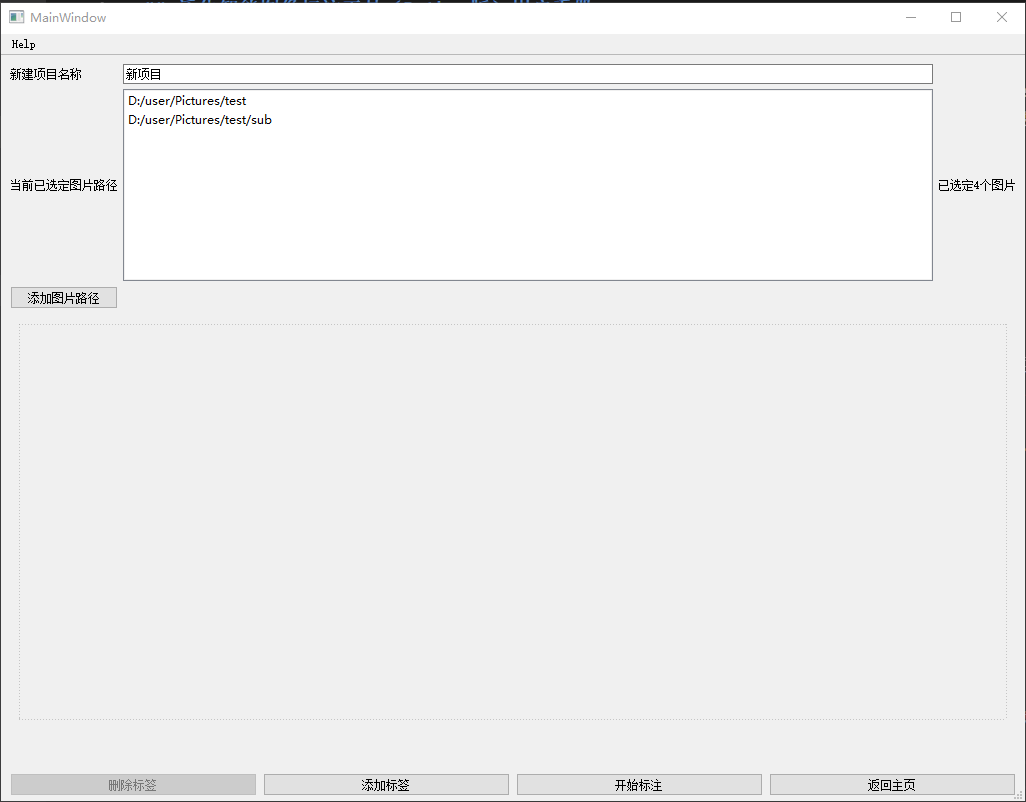 MainWindow
Help
新建项目名称
新项目
D:/user/Pictures/test
D:/user/Pictures/test/sub
当前已选定图片路径
已选定4个图片
添加图片路径
删除标签
添加标签
开始标注
返回主页